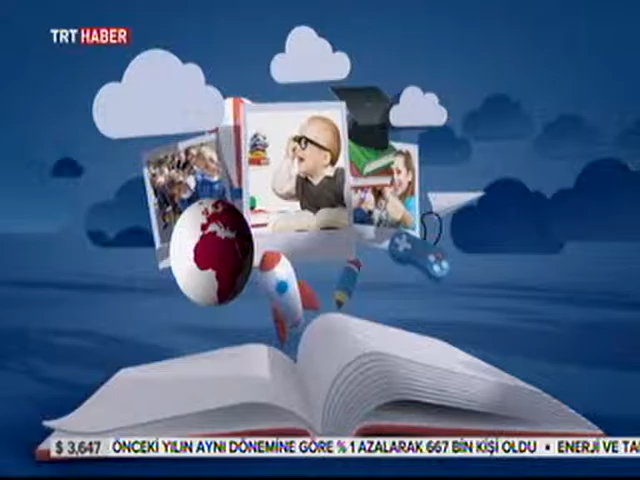 TRT HABER
$ 3,647 ÖNCEKİ YILIN AYNI DÖNEMİNE GÖRE % 1 AZALARAK 667 BİN KİŞİ OLDU • ENERJİ VE